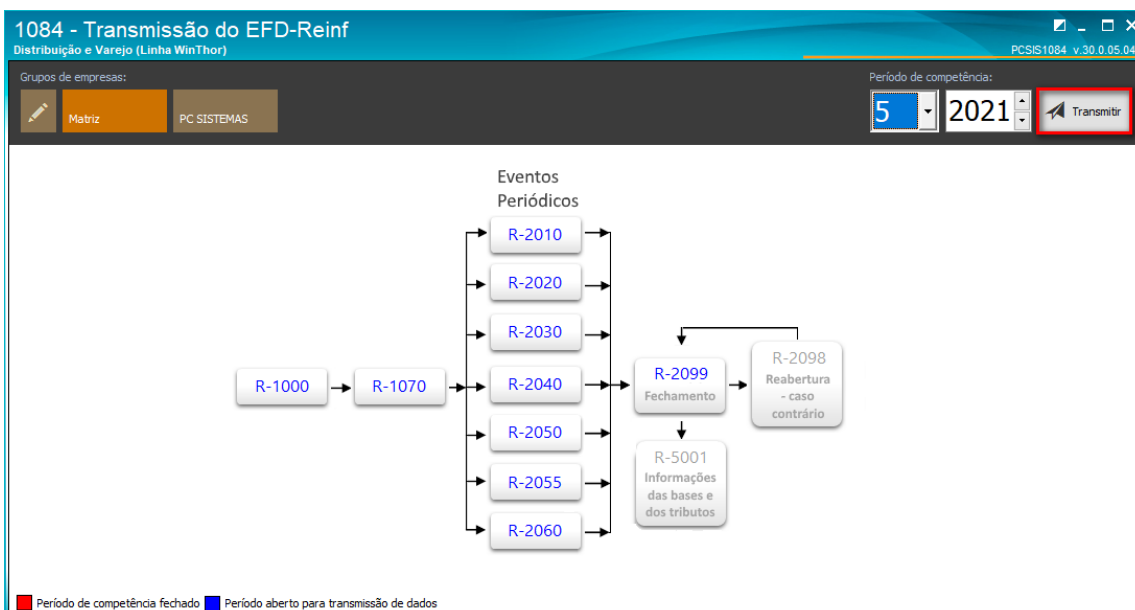 1084 - Transmissão do EFD-Reinf
Distribuição e Varejo (Linha WinThor)
PCSIS1084 v.30.0.05.04
Grupos de empresas:
Período de competência:
Matriz
PC SISTEMAS
5
2021
Transmitir
Eventos
Periódicos
R-2010
R-2020
R-2030
R-1000
R-1070
R-2040
R-2050
R-2055
R-2060
R-2099
Fechamento
R-2098
Reabertura
- caso
contrário
R-5001
Informações
das bases e
dos tributos
Período de competência fechado
Período aberto para transmissão de dados